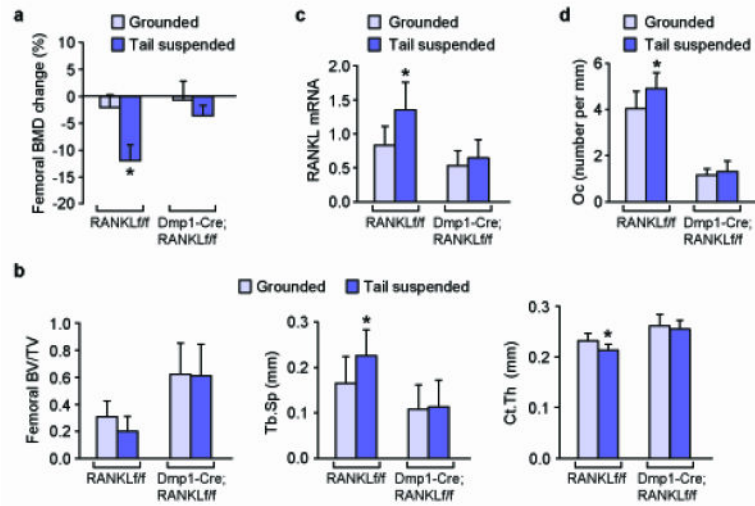 a
Grounded
Tail suspended
Femoral BMD change (%)
10
5
0
-5
-10
-15
-20
*
RANKLf/f
Dmp1-Cre;
RANKLf/f
c
Grounded
Tail suspended
RANKL mRNA
2.0
1.5
1.0
0.5
0.0
*
RANKLf/f
Dmp1-Cre;
RANKLf/f
d
Grounded
Tail suspended
Oc (number per mm)
6
4
2
0
*
RANKLf/f
Dmp1-Cre;
RANKLf/f
b
Grounded
Tail suspended
Femoral BV/TV
1.0
0.8
0.6
0.4
0.2
0.0
RANKLf/f
Dmp1-Cre;
RANKLf/f
Tb.Sp (mm)
0.3
0.2
0.1
0.0
*
RANKLf/f
Dmp1-Cre;
RANKLf/f
Ct.Th (mm)
0.3
0.2
0.1
0.0
*
RANKLf/f
Dmp1-Cre;
RANKLf/f